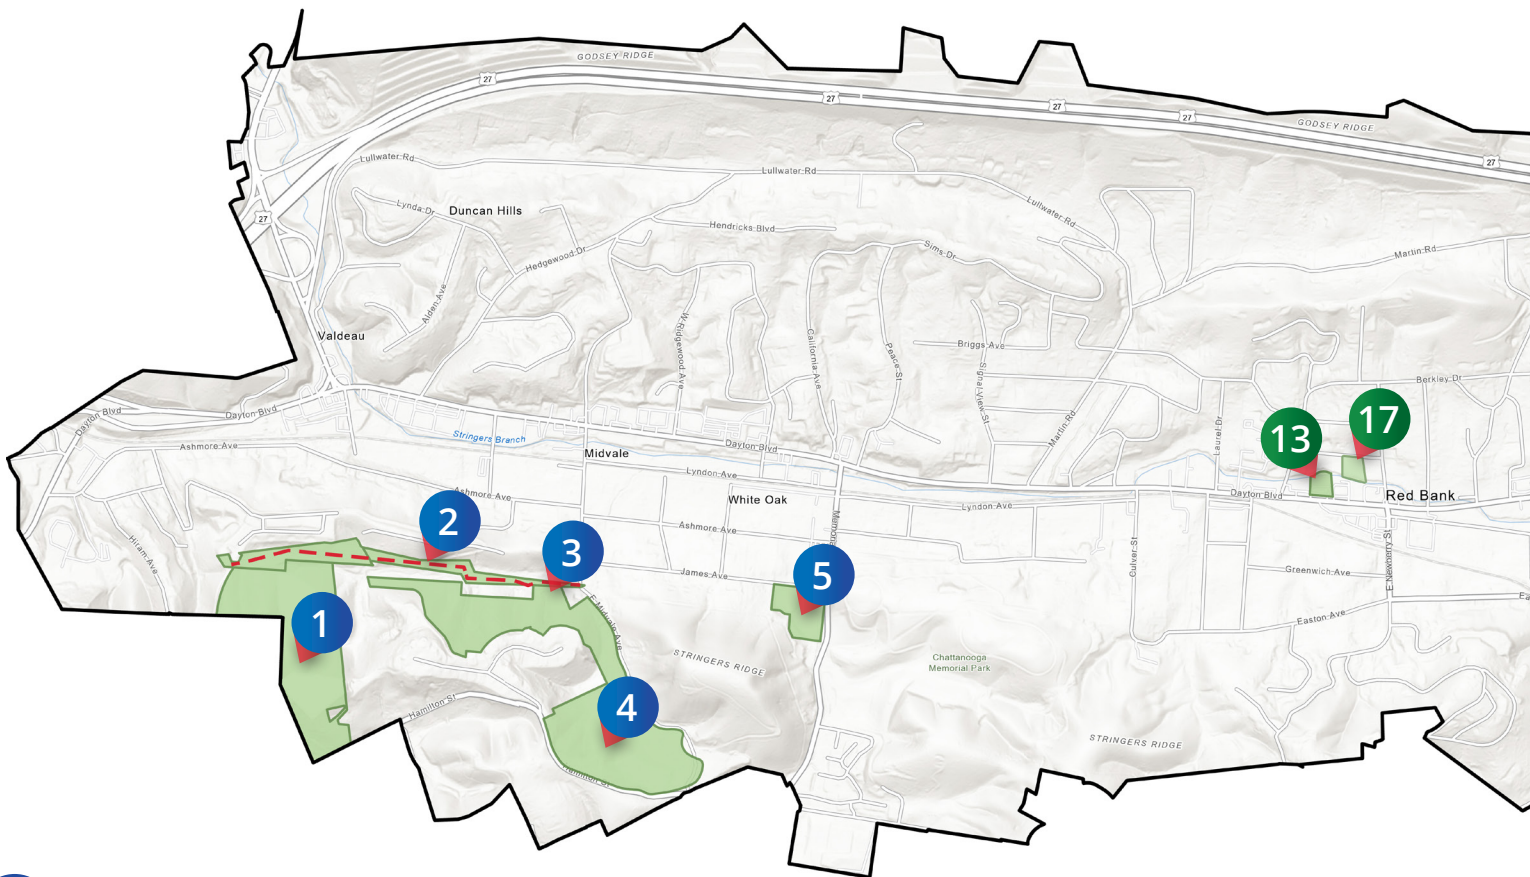 GODSEY RIDGE
27
27
27
27
GODSEY RIDGE
27
Lullwater Rd
Lullwater Rd
Lynda Dr
Duncan Hills
Lullwater Rd
27
Hendricks Blvd
Hedgewood Dr
Sims Dr
Martin Rd
Alden Ave
Valdeau
W Ridgewood Ave
California Ave
Peace St
Briggs Ave
Signal View St
Berkley Dr
Dayton Blvd
Dayton Blvd
Martin Rd
Laurel Dr
13
17
Ashmore Ave
Stringers Branch
Dayton Blvd
Midvale
Lyndon Ave
Ashmore Ave
White Oak
Dayton Blvd
Red Bank
Lyndon Ave
2
Ashmore Ave
Hiram Ave
3
James Ave
5
Culver St
Greenwich Ave
E Newberry St
1
E Midvale Ave
Easton Ave
STRINGERS RIDGE
Chattanooga
Memorial Park
Hamilton St
4
STRINGERS RIDGE